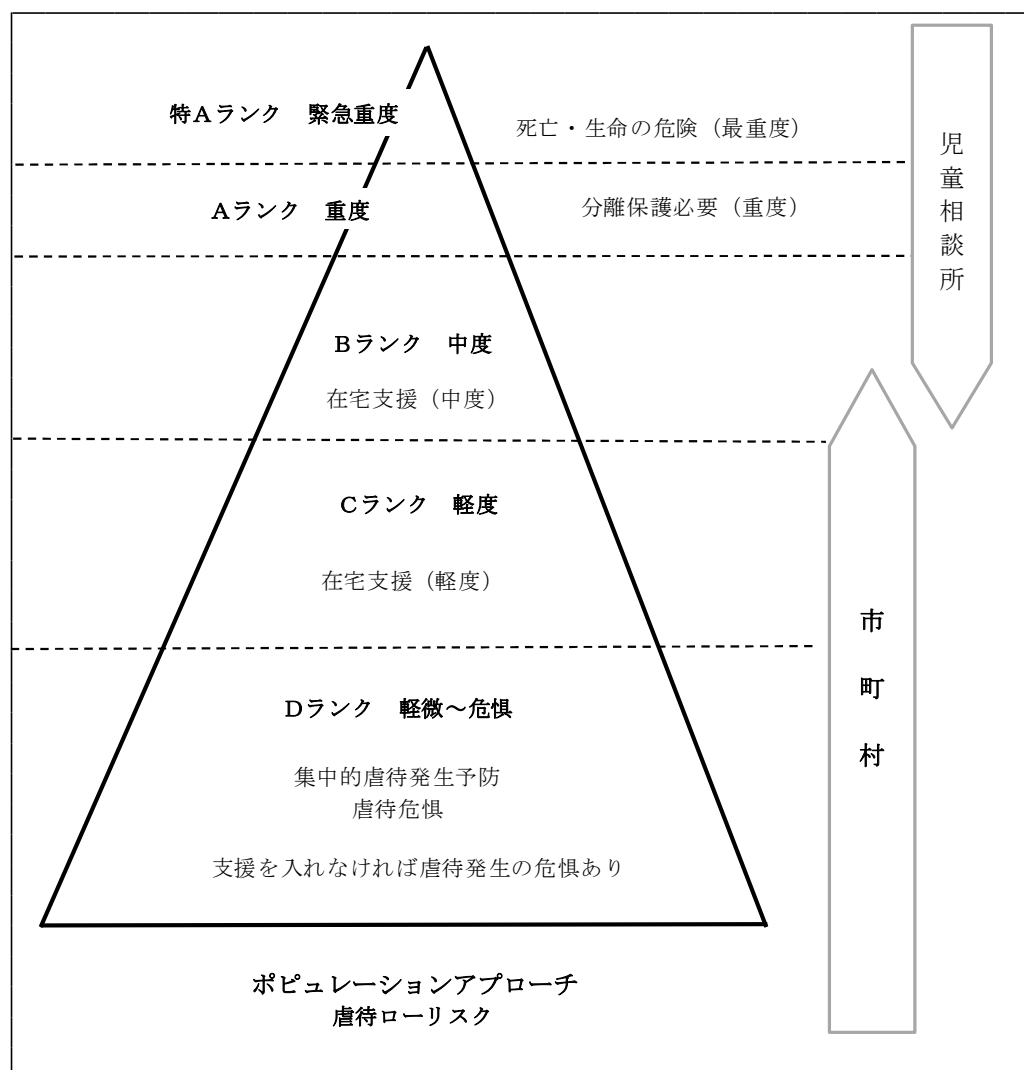 特Aランク　緊急重度
死亡・生命の危険（最重度）
Aランク　重度
分離保護必要（重度）
児童相談所
Bランク　中度
在宅支援（中度）
Cランク　軽度
在宅支援（軽度）
市町村
Dランク　軽微～危惧
集中的虐待発生予防
虐待危惧
支援を入れなければ虐待発生の危惧あり
ポピュレーションアプローチ
虐待ローリスク